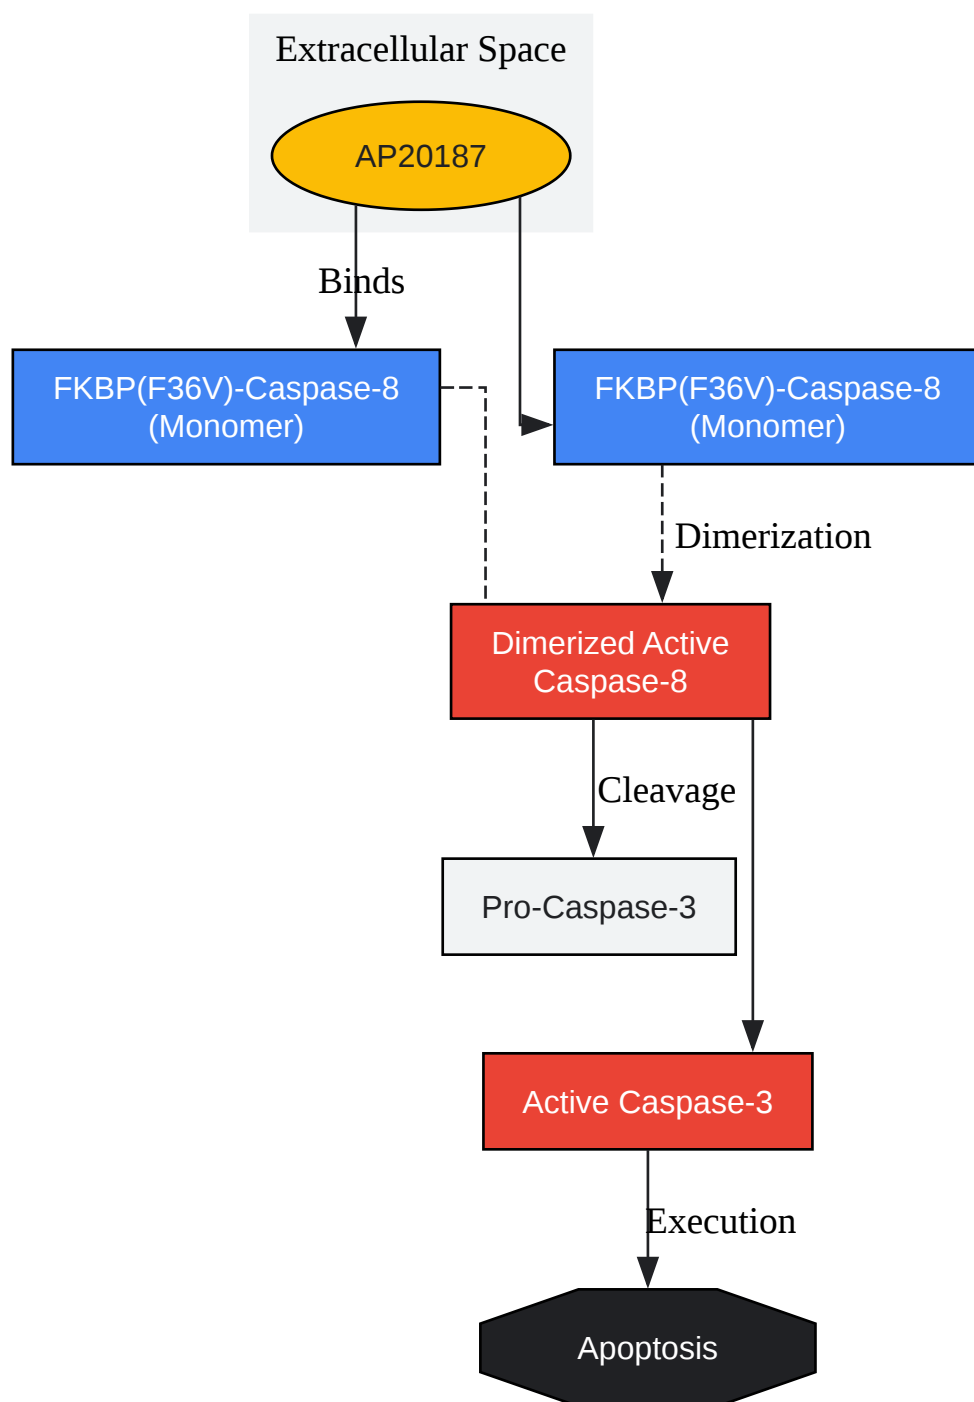 Extracellular Space
AP20187
Binds
FKBP(F36V)-Caspase-8
(Monomer)
FKBP(F36V)-Caspase-8
(Monomer)
Dimerization
Dimerized Active
Caspase-8
Cleavage
Pro-Caspase-3
Active Caspase-3
Execution
Apoptosis